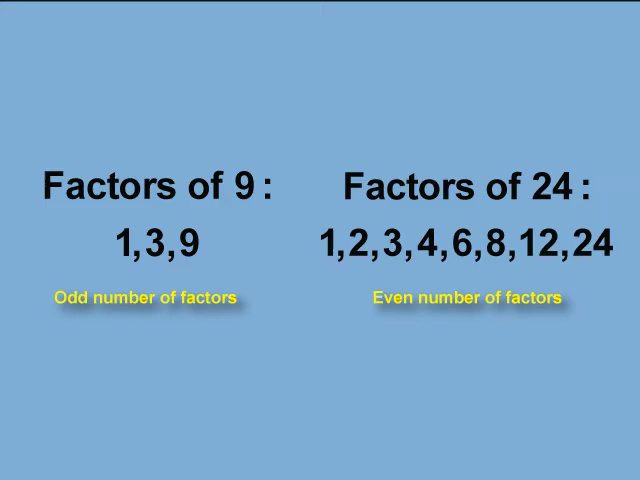 Factors of 9 :
1,3,9
Odd number of factors
Factors of 24 :
1,2,3,4,6,8,12,24
Even number of factors